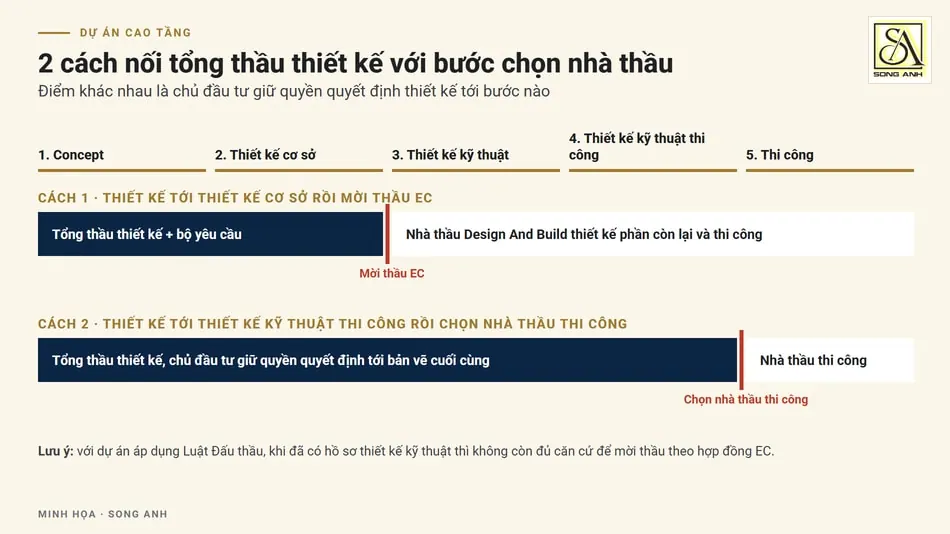 DỰ ÁN CAO TẦNG
2 cách nối tổng thầu thiết kế với bước chọn nhà thầu
Điểm khác nhau là chủ đầu tư giữ quyền quyết định thiết kế tới bước nào
SA
SONG ANH
1. Concept
2. Thiết kế cơ sở
3. Thiết kế kỹ thuật
4. Thiết kế kỹ thuật thi
công
5. Thi công
CÁCH 1 · THIẾT KẾ TỚI THIẾT KẾ CƠ SỞ RỒI MỜI THẦU EC
Tổng thầu thiết kế + bộ yêu cầu
Nhà thầu Design And Build thiết kế phần còn lại và thi công
Mời thầu EC
CÁCH 2 · THIẾT KẾ TỚI THIẾT KẾ KỸ THUẬT THI CÔNG RỒI CHỌN NHÀ THẦU THI CÔNG
Tổng thầu thiết kế, chủ đầu tư giữ quyền quyết định tới bản vẽ cuối cùng
Nhà thầu thi công
Chọn nhà thầu thi công
Lưu ý: với dự án áp dụng Luật Đấu thầu, khi đã có hồ sơ thiết kế kỹ thuật thì không còn đủ căn cứ để mời thầu theo hợp đồng EC.
MINH HỌA · SONG ANH